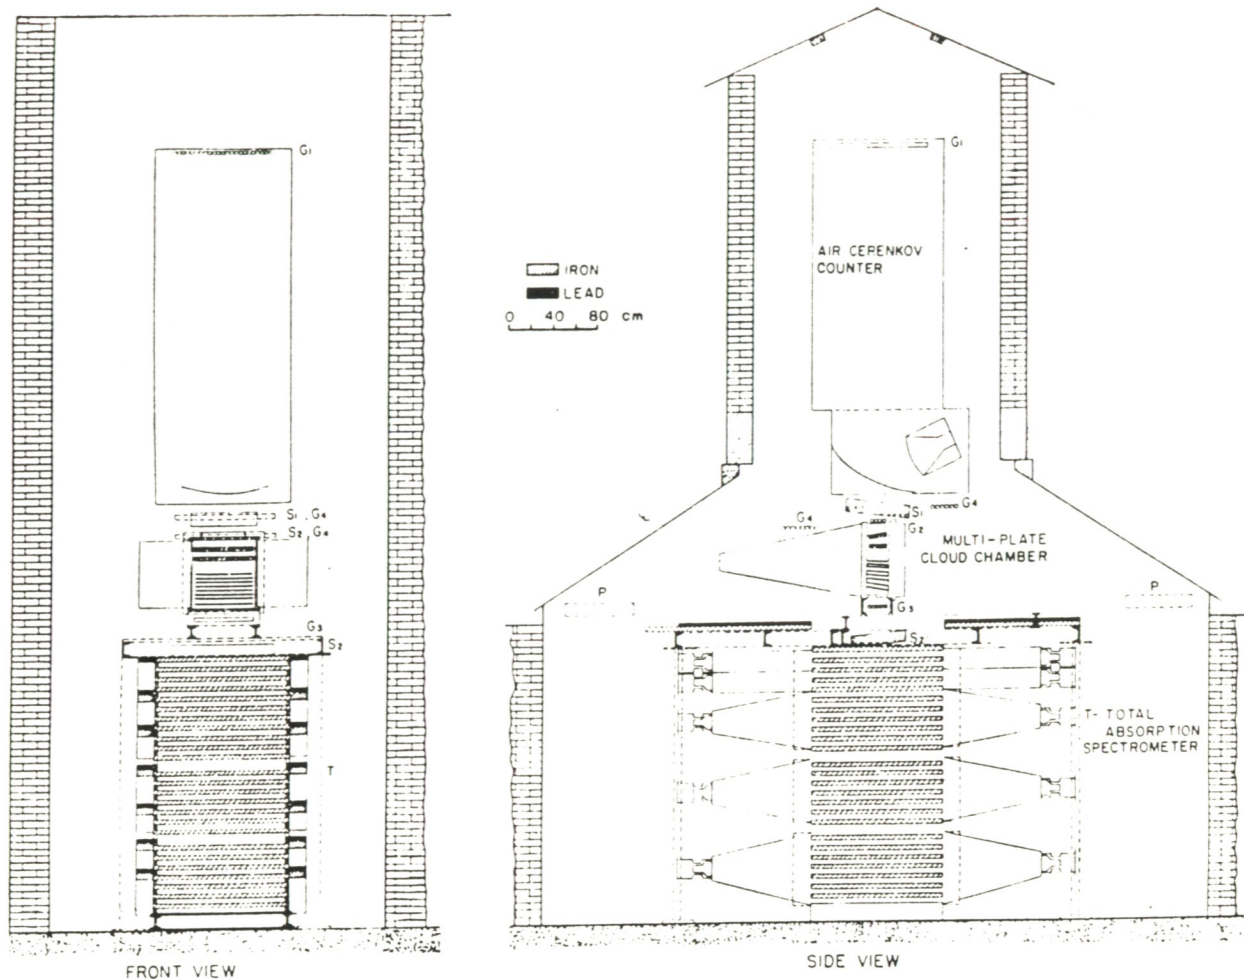 G1
S1, G4
S2, G4
G3
S2
T
FRONT VIEW
IRON
LEAD
0 40 80 cm
G1
AIR CERENKOV
COUNTER
G4
S1
G4
G2
MULTI-PLATE
CLOUD CHAMBER
P
P
G3
S2
T- TOTAL
ABSORPTION
SPECTROMETER
SIDE VIEW